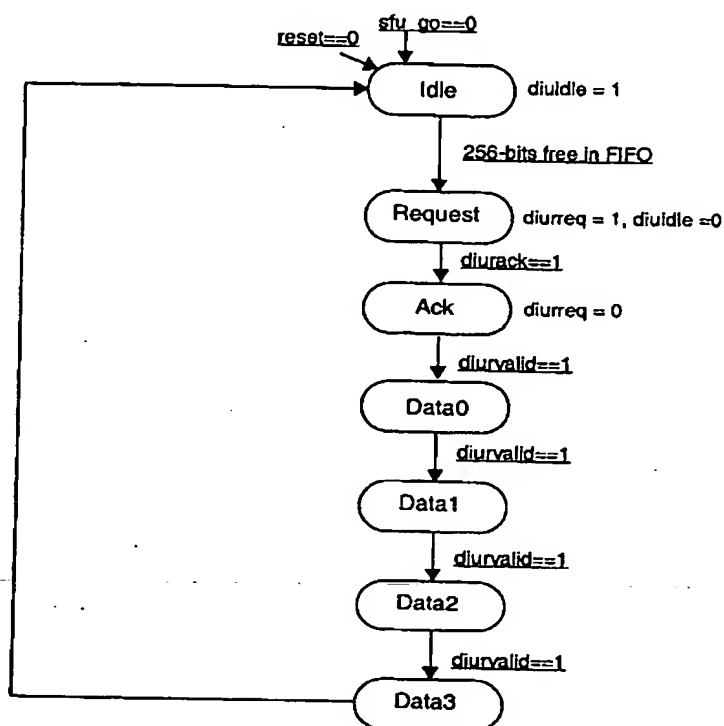 sfu_go==0
reset==0
Idle
diuidle = 1
256-bits free in FIFO
Request
diurreq = 1, diuidle =0
diurack==1
Ack
diurreq = 0
diurvalid==1
Data0
diurvalid==1
Data1
diurvalid==1
Data2
diurvalid==1
Data3